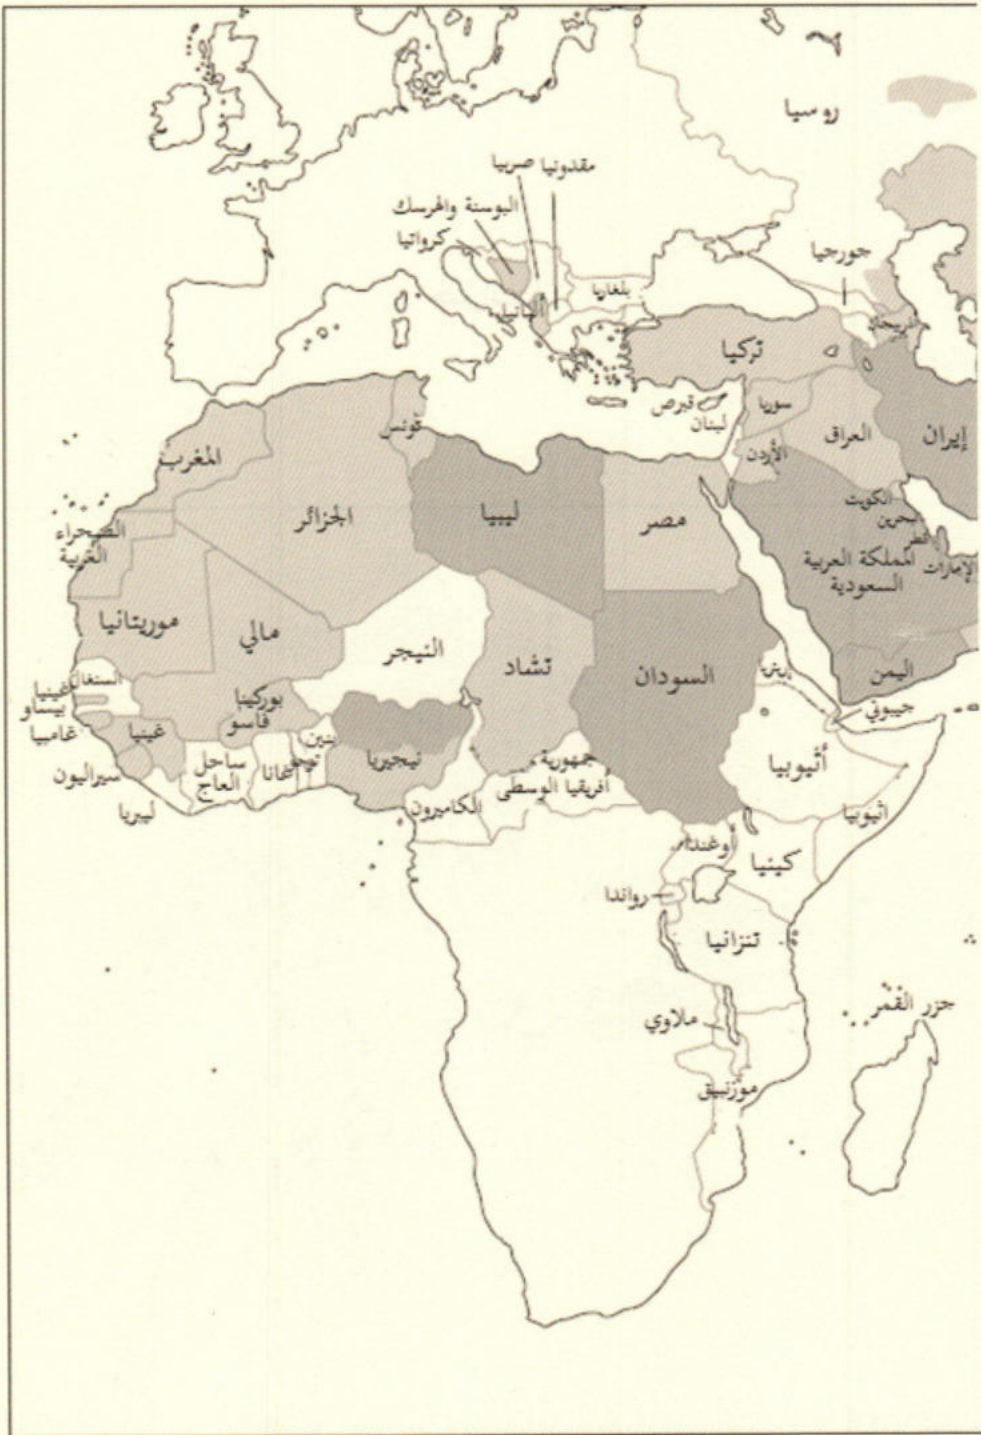 روسيا
مقدونيا
صربيا
البوسنة والهرسك
كرواتيا
جورجيا
بلغاريا
تركيا
قبرص
لبنان
سوريا
العراق
إيران
الأردن
تونس
المغرب
الجزائر
ليبيا
مصر
الكويت
البحرين
قطر
الإمارات
المملكة العربية
السعودية
الصحراء
الغربية
موريتانيا
مالي
النيجر
تشاد
السودان
إريتريا
اليمن
جيبوتي
السنغال
غينيا
بيساو
غامبيا
غينيا
سيراليون
ليبريا
بوركينا
فاسو
ساحل
العاج
غانا
بنين
نيجيريا
الكاميرون
جمهورية
أفريقيا الوسطى
أثيوبيا
اثيوبيا
أوغندا
كينيا
رواندا
تنزانيا
ملاوي
موزنبيق
جزر القمر